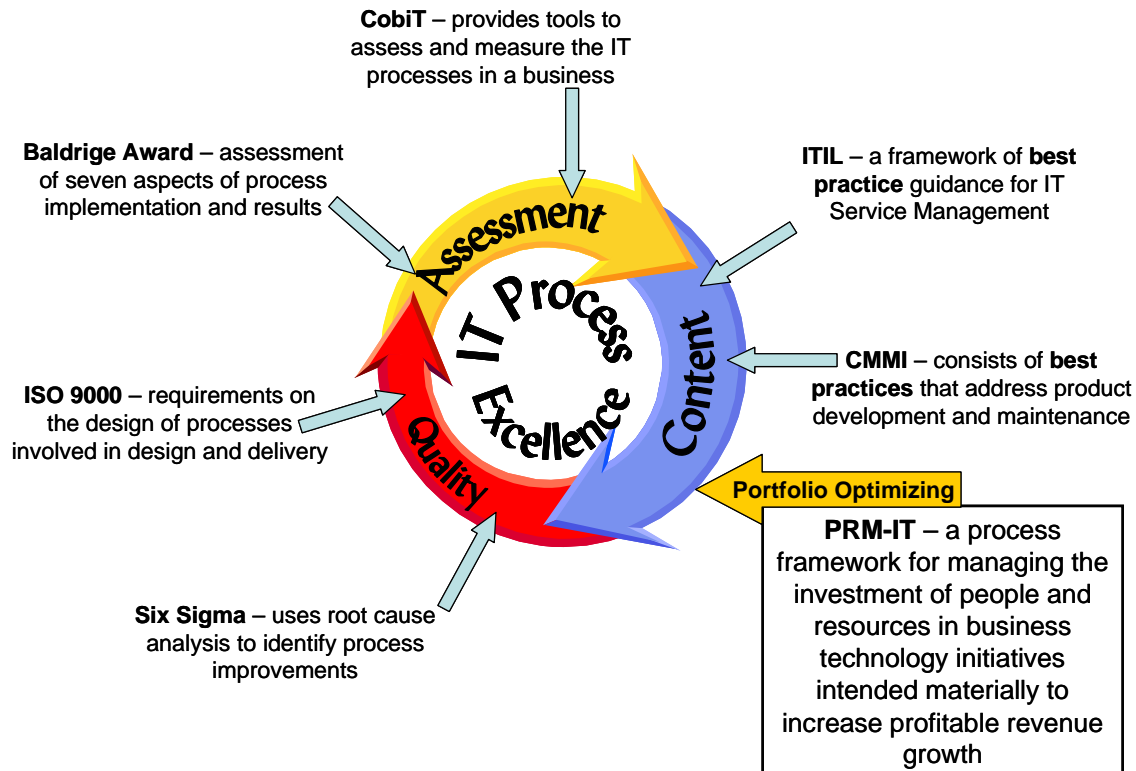 CobiT – provides tools to
assess and measure the IT
processes in a business
Baldrige Award – assessment
of seven aspects of process
implementation and results
ITIL – a framework of best
practice guidance for IT
Service Management
Assessment
IT Process
Excellence
Content
Quality
ISO 9000 – requirements on
the design of processes
involved in design and delivery
CMMI – consists of best
practices that address product
development and maintenance
Portfolio Optimizing
PRM-IT – a process
framework for managing the
investment of people and
resources in business
technology initiatives
intended materially to
increase profitable revenue
growth
Six Sigma – uses root cause
analysis to identify process
improvements